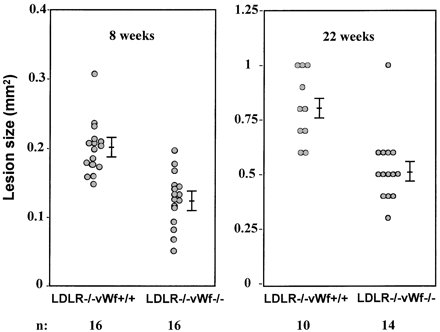 8 weeks
22 weeks
Lesion size (mm²)
0.4
0.3
0.2
0.1
0
1.25
1
0.75
0.5
0.25
0
LDLR-/-vWf+/+ LDLR-/-vWf-/- LDLR-/-vWf+/+ LDLR-/-vWf-/-
n: 16 16 10 14